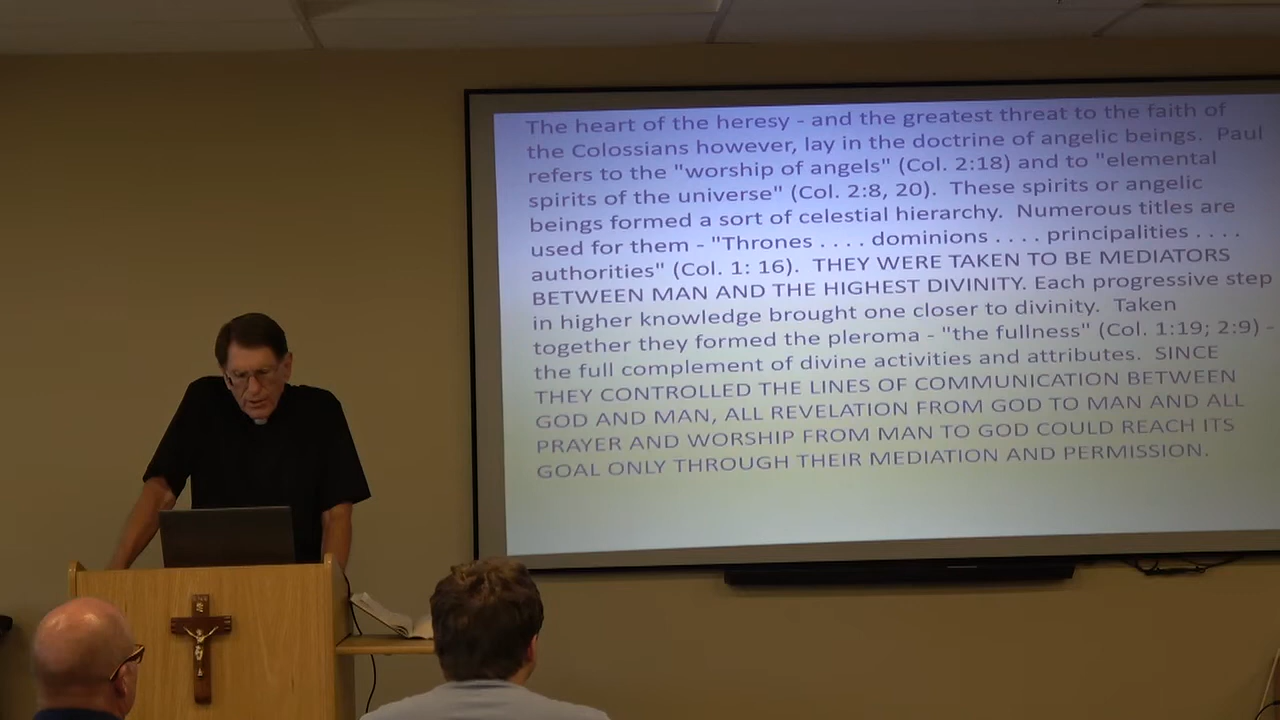 The heart of the heresy - and the greatest threat to the faith of
the Colossians however, lay in the doctrine of angelic beings.  Paul
refers to the "worship of angels" (Col. 2:18) and to "elemental
spirits of the universe" (Col. 2:8, 20).  These spirits or angelic
beings formed a sort of celestial hierarchy.  Numerous titles are
used for them - "Thrones . . . . dominions . . . . principalities . . . .
authorities" (Col. 1: 16).  THEY WERE TAKEN TO BE MEDIATORS
BETWEEN MAN AND THE HIGHEST DIVINITY. Each progressive step
in higher knowledge brought one closer to divinity.  Taken
together they formed the pleroma - "the fullness" (Col. 1:19; 2:9) -
the full complement of divine activities and attributes.  SINCE
THEY CONTROLLED THE LINES OF COMMUNICATION BETWEEN
GOD AND MAN, ALL REVELATION FROM GOD TO MAN AND ALL
PRAYER AND WORSHIP FROM MAN TO GOD COULD REACH ITS
GOAL ONLY THROUGH THEIR MEDIATION AND PERMISSION.